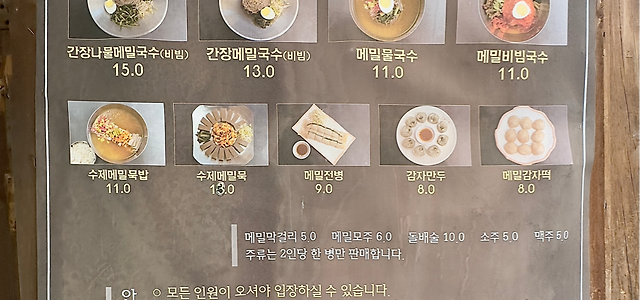 간장나물메밀국수(비빔) 간장메밀국수(비빔) 메밀물국수 메밀비빔국수
15.0 13.0 11.0 11.0
수제메밀묵밥 수제메밀묵 메밀전병 감자만두 메밀감자떡
11.0 13.0 9.0 8.0 8.0
메밀막걸리 5.0 메밀모주 6.0 돌배술 10.0 소주 5.0 맥주 5.0
주류는 2인당 한 병만 판매합니다.
안 ○ 모든 인원이 오셔야 입장하실 수 있습니다.